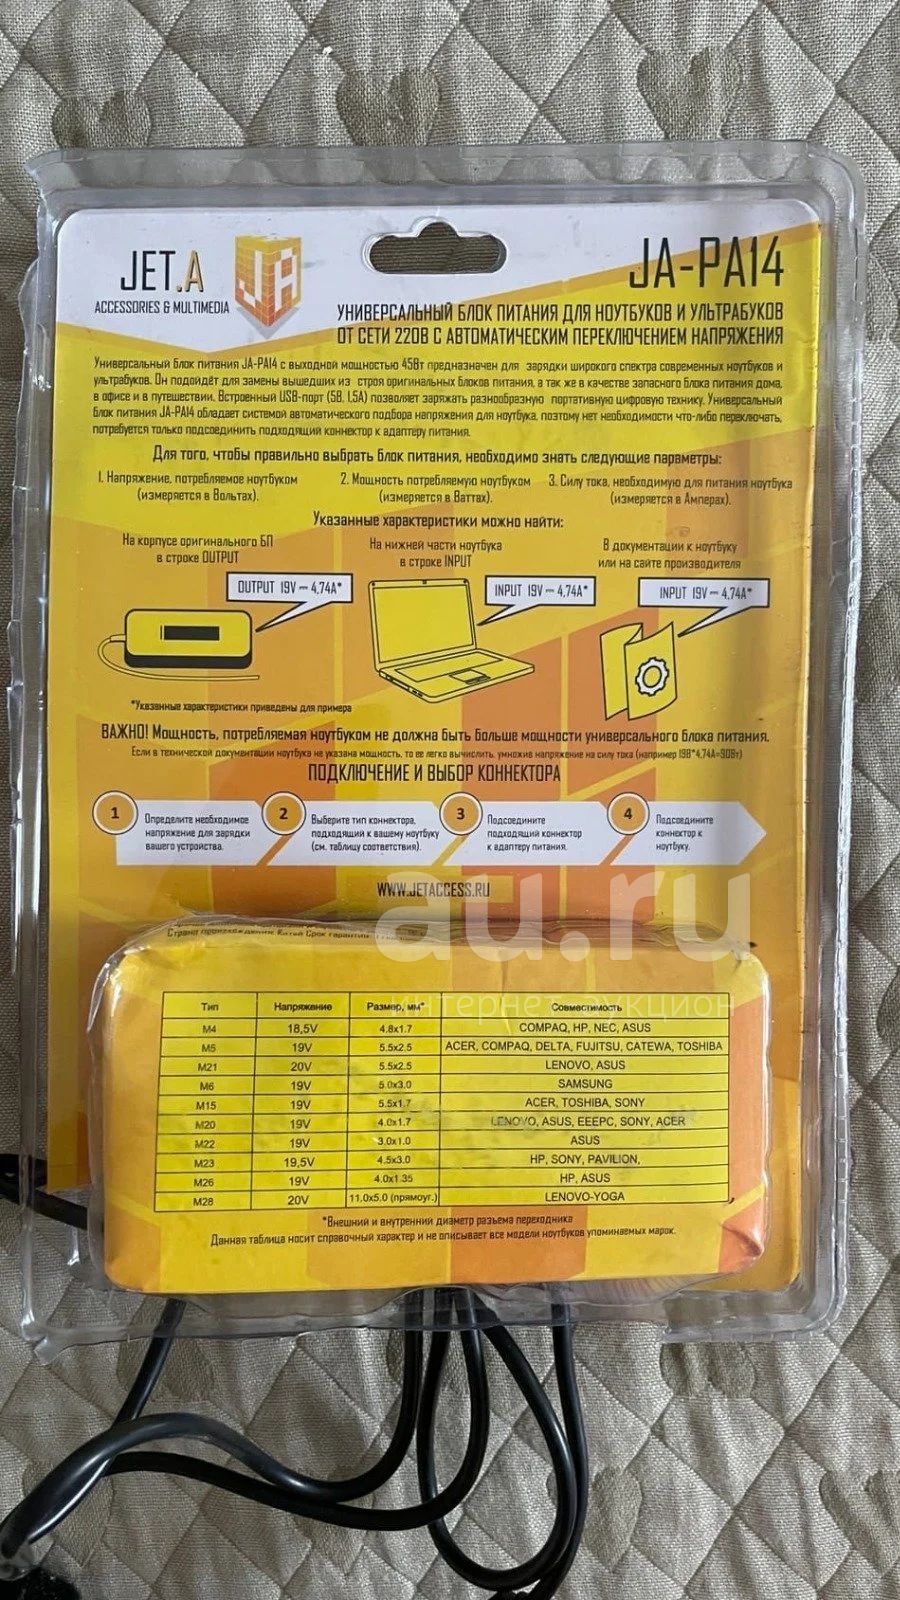 JET.A
ACCESSORIES & MULTIMEDIA
JA
JA-PA14
УНИВЕРСАЛЬНЫЙ БЛОК ПИТАНИЯ ДЛЯ НОУТБУКОВ И УЛЬТРАБУКОВ
ОТ СЕТИ 220В С АВТОМАТИЧЕСКИМ ПЕРЕКЛЮЧЕНИЕМ НАПРЯЖЕНИЯ
Универсальный блок питания JA-PA14 с выходной мощностью 45Вт предназначен для зарядки широкого спектра современных ноутбуков и
ультрабуков. Он подойдёт для замены вышедших из строя оригинальных блоков питания, а так же в качестве запасного блока питания дома,
в офисе и в путешествии. Встроенный USB-порт (5В, 1,5А) позволяет заряжать разнообразную портативную цифровую технику. Универсальный
блок питания JA-PA14 обладает системой автоматического подбора напряжения для ноутбука, поэтому нет необходимости что-либо переключать,
потребуется только подсоединить подходящий коннектор к адаптеру питания.
Для того, чтобы правильно выбрать блок питания, необходимо знать следующие параметры:
1. Напряжение, потребляемое ноутбуком
(измеряется в Вольтах).
2. Мощность потребляемую ноутбуком
(измеряется в Ваттах).
3. Силу тока, необходимую для питания ноутбука
(измеряется в Амперах).
Указанные характеристики можно найти:
На корпусе оригинального БП
в строке OUTPUT
На нижней части ноутбука
в строке INPUT
В документации к ноутбуку
или на сайте производителя
OUTPUT 19V 4,74A*
INPUT 19V 4,74A*
INPUT 19V 4,74A*
*Указанные характеристики приведены для примера
ВАЖНО! Мощность, потребляемая ноутбуком не должна быть больше мощности универсального блока питания.
Если в технической документации ноутбука не указана мощность, то ее легко вычислить, умножив напряжение на силу тока (например 19В*4,74А=90Вт)
ПОДКЛЮЧЕНИЕ И ВЫБОР КОННЕКТОРА
1 Определите необходимое
напряжение для зарядки
вашего устройства.
2 Выберите тип коннектора,
подходящий к вашему ноутбуку
(см. таблицу соответствия).
3 Подсоедините
подходящий коннектор
к адаптеру питания.
4 Подсоедините
коннектор к
ноутбуку.
WWW.JETACCESS.RU
au.ru
интернет-аукцион
Страна происхождения: Китай Срок гарантии
Тип Напряжение Размер, мм* Совместимость
M4 18,5V 4.8x1.7 COMPAQ, HP, NEC, ASUS
M5 19V 5.5x2.5 ACER, COMPAQ, DELTA, FUJITSU, CATEWA, TOSHIBA
M21 20V 5.5x2.5 LENOVO, ASUS
M6 19V 5.0x3.0 SAMSUNG
M15 19V 5.5x1.7 ACER, TOSHIBA, SONY
M20 19V 4.0x1.7 LENOVO, ASUS, EEEPC, SONY, ACER
M22 19V 3.0x1.0 ASUS
M23 19,5V 4.5x3.0 HP, SONY, PAVILION,
M26 19V 4.0x1.35 HP, ASUS
M28 20V 11,0x5.0 (прямоуг.) LENOVO-YOGA
*Внешний и внутренний диаметр разъема переходника
Данная таблица носит справочный характер и не описывает все модели ноутбуков упоминаемых марок.